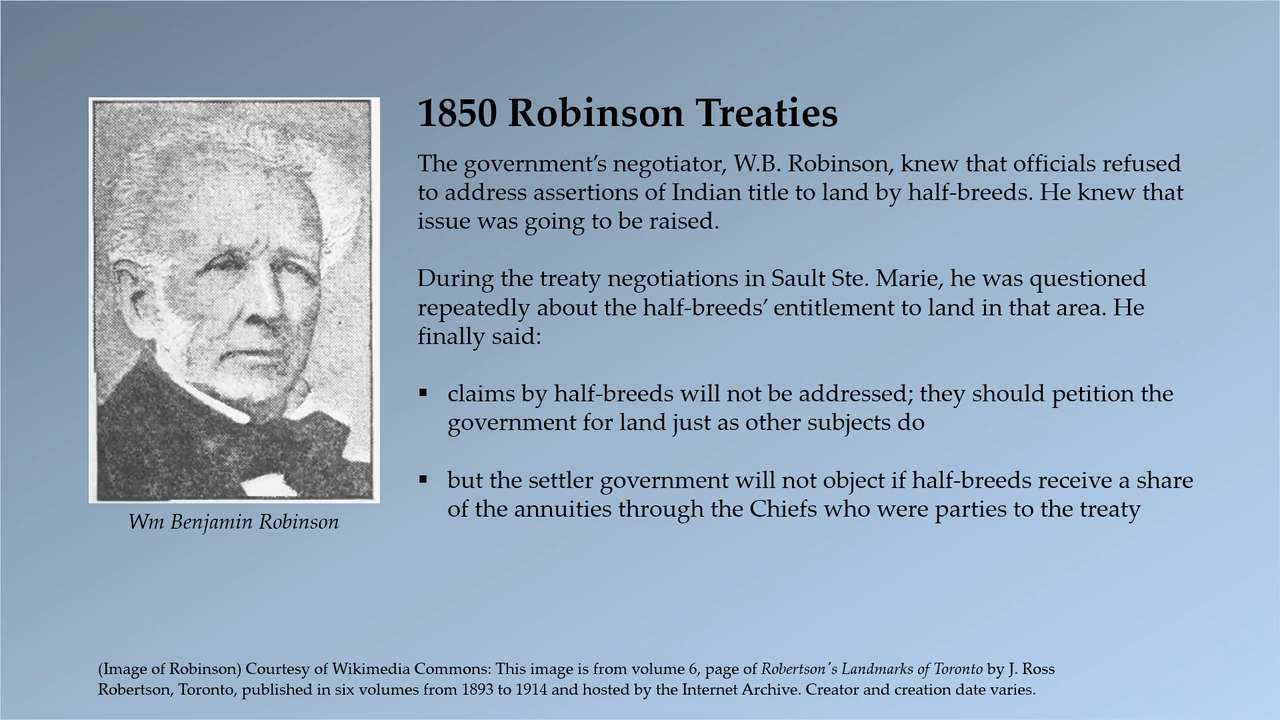 1850 Robinson Treaties
The government’s negotiator, W.B. Robinson, knew that officials refused
to address assertions of Indian title to land by half-breeds. He knew that
issue was going to be raised.
During the treaty negotiations in Sault Ste. Marie, he was questioned
repeatedly about the half-breeds’ entitlement to land in that area. He
finally said:
▪ claims by half-breeds will not be addressed; they should petition the
government for land just as other subjects do
▪ but the settler government will not object if half-breeds receive a share
of the annuities through the Chiefs who were parties to the treaty
Wm Benjamin Robinson
(Image of Robinson) Courtesy of Wikimedia Commons: This image is from volume 6, page of Robertson's Landmarks of Toronto by J. Ross
Robertson, Toronto, published in six volumes from 1893 to 1914 and hosted by the Internet Archive. Creator and creation date varies.